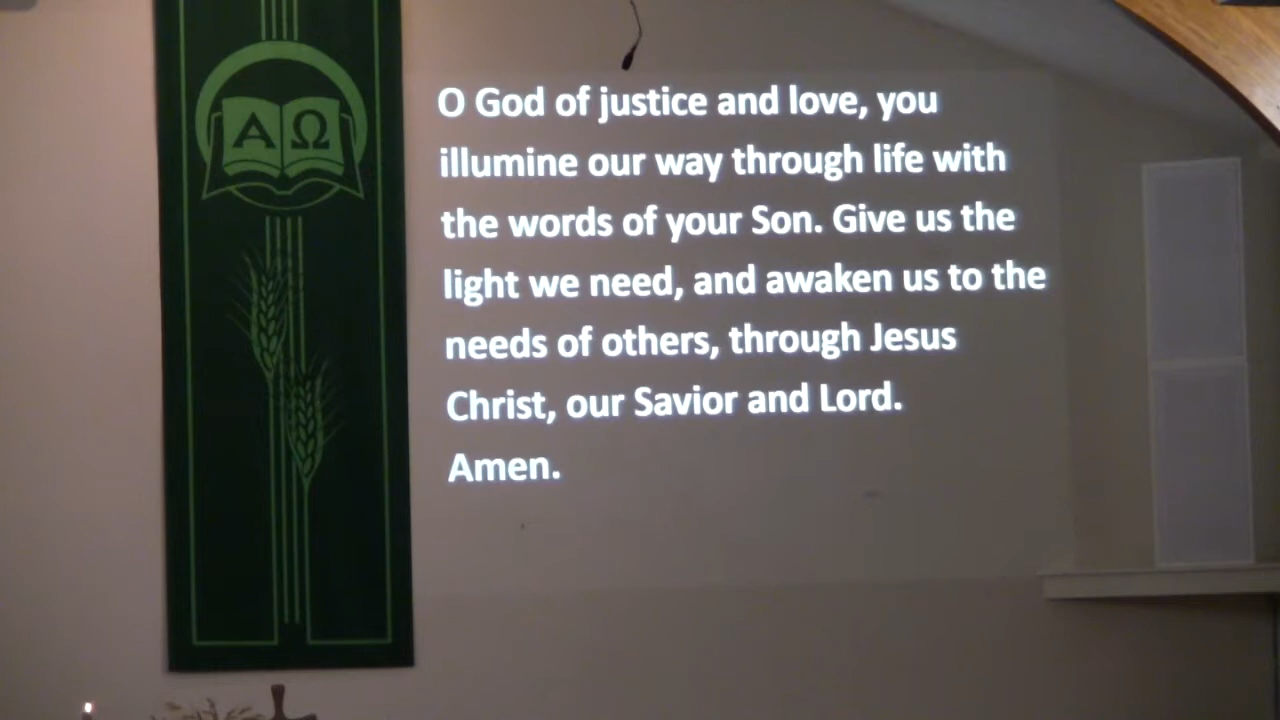 Α Ω
O God of justice and love, you
illumine our way through life with
the words of your Son. Give us the
light we need, and awaken us to the
needs of others, through Jesus
Christ, our Savior and Lord.
Amen.